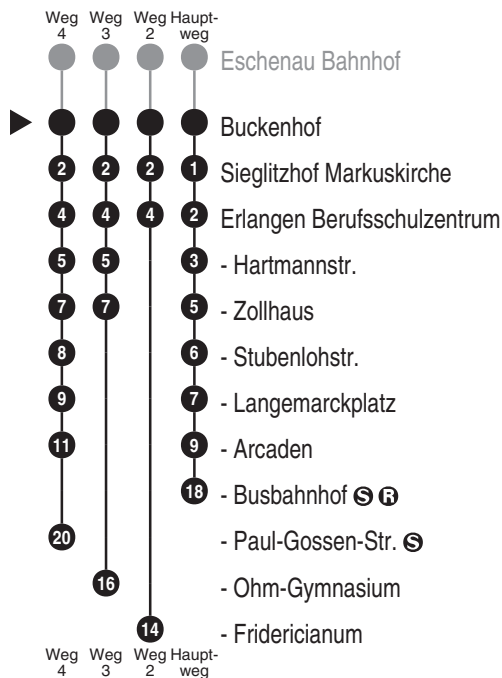 Weg Weg Weg Haupt-
4 3 2 weg
Eschenau Bahnhof
Buckenhof
2 2 2 1 Sieglitzhof Markuskirche
4 4 4 2 Erlangen Berufsschulzentrum
5 5 3 - Hartmannstr.
7 7 5 - Zollhaus
8 6 - Stubenlohstr.
9 7 - Langemarckplatz
11 9 - Arcaden
18 - Busbahnhof S R
20 - Paul-Gossen-Str. S
16 - Ohm-Gymnasium
14 - Fridericianum
Weg Weg Weg Haupt-
4 3 2 weg